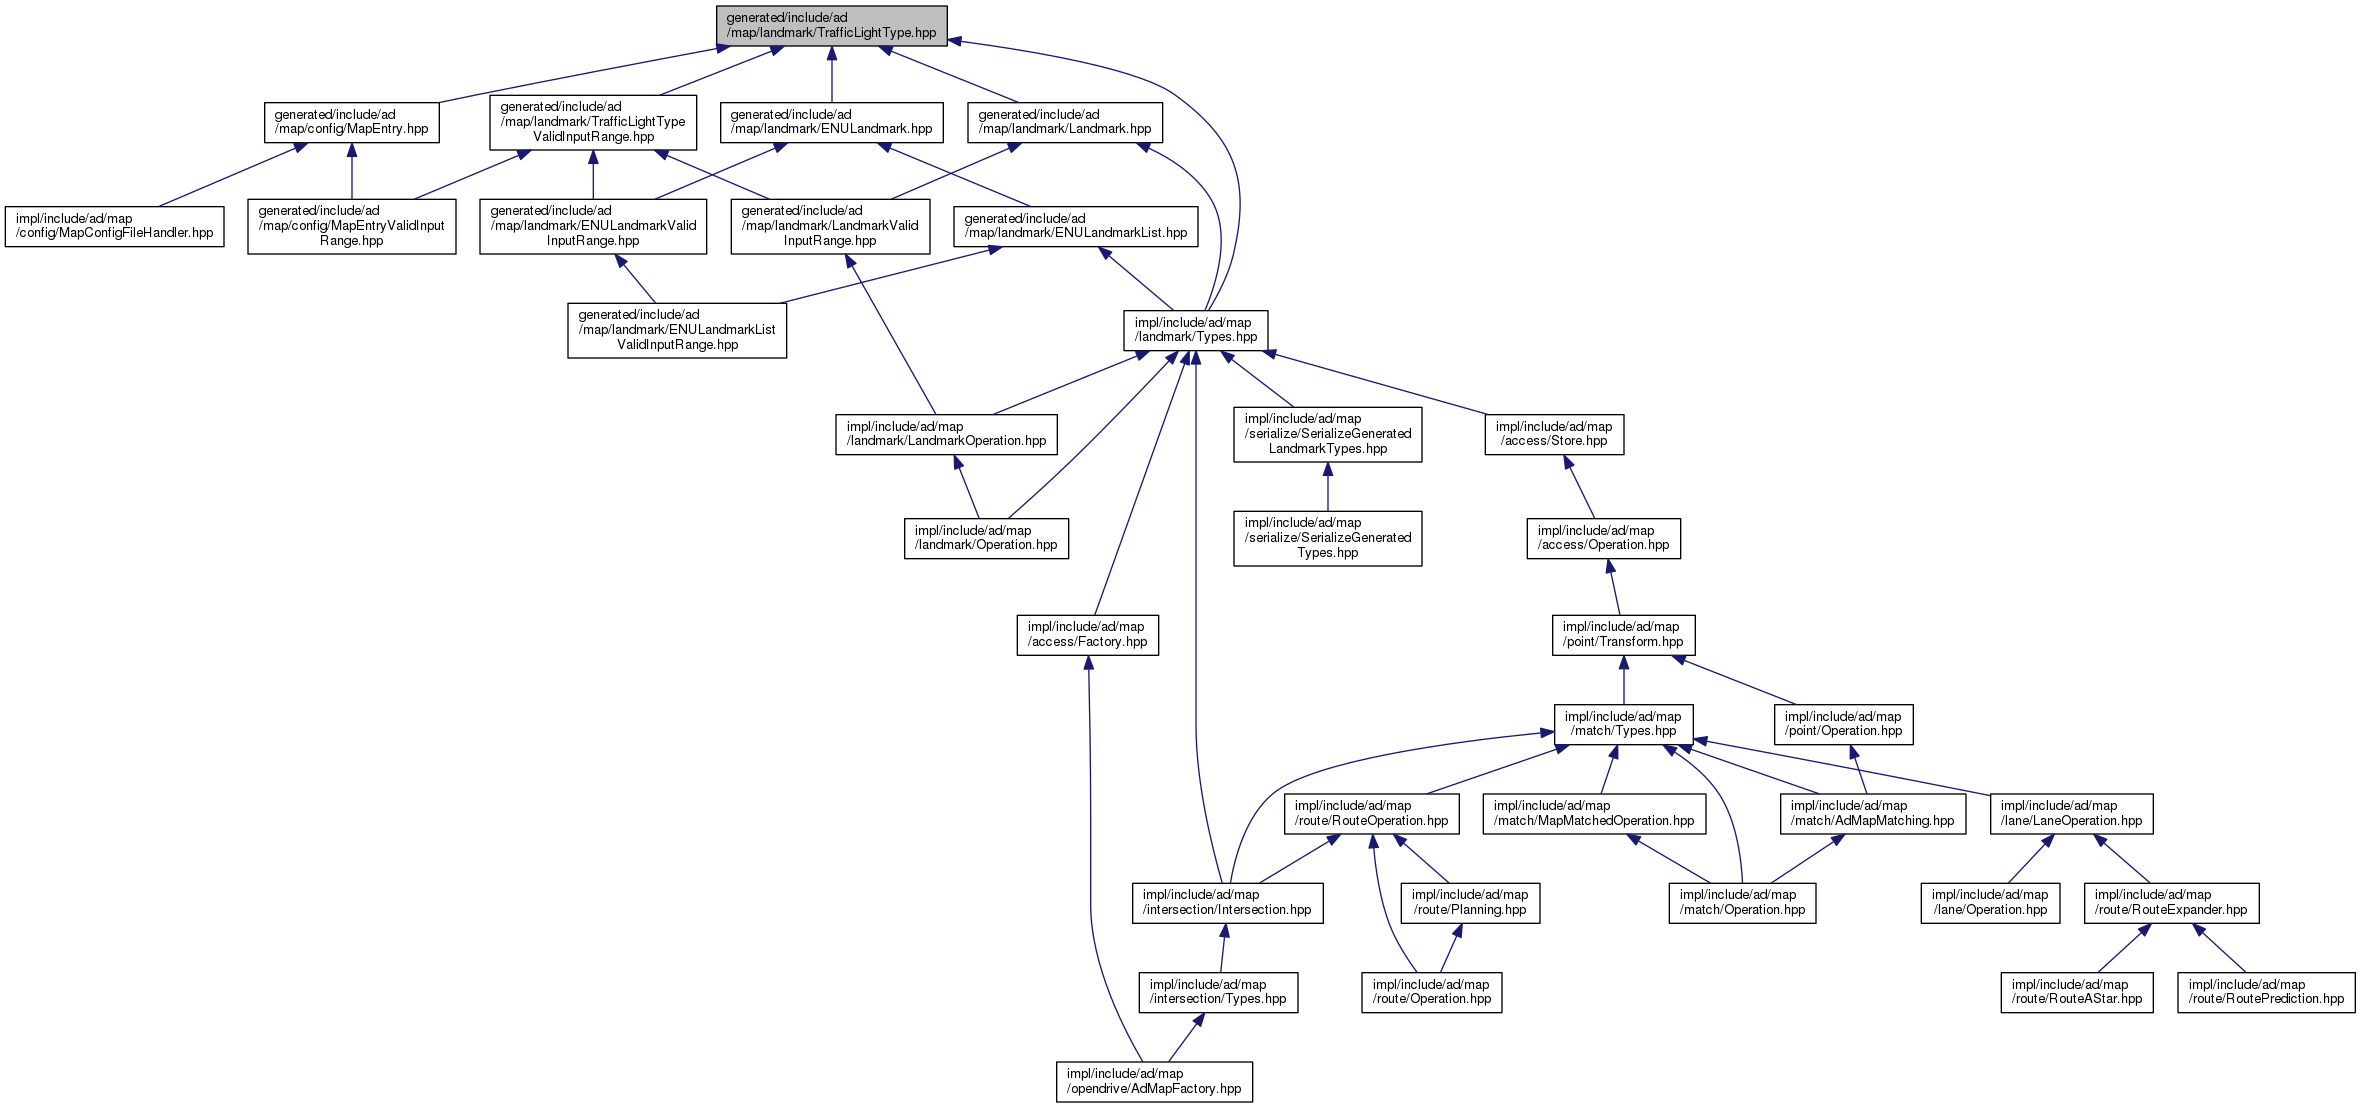 generated/include/ad
/map/landmark/TrafficLightType.hpp
generated/include/ad
/map/config/MapEntry.hpp
generated/include/ad
/map/landmark/TrafficLightType
ValidInputRange.hpp
generated/include/ad
/map/landmark/ENULandmark.hpp
generated/include/ad
/map/landmark/Landmark.hpp
impl/include/ad/map
/config/MapConfigFileHandler.hpp
generated/include/ad
/map/config/MapEntryValidInput
Range.hpp
generated/include/ad
/map/landmark/ENULandmarkValid
InputRange.hpp
generated/include/ad
/map/landmark/LandmarkValid
InputRange.hpp
generated/include/ad
/map/landmark/ENULandmarkList.hpp
generated/include/ad
/map/landmark/ENULandmarkList
ValidInputRange.hpp
impl/include/ad/map
/landmark/Types.hpp
impl/include/ad/map
/landmark/LandmarkOperation.hpp
impl/include/ad/map
/serialize/SerializeGenerated
LandmarkTypes.hpp
impl/include/ad/map
/access/Store.hpp
impl/include/ad/map
/landmark/Operation.hpp
impl/include/ad/map
/serialize/SerializeGenerated
Types.hpp
impl/include/ad/map
/access/Operation.hpp
impl/include/ad/map
/access/Factory.hpp
impl/include/ad/map
/point/Transform.hpp
impl/include/ad/map
/match/Types.hpp
impl/include/ad/map
/point/Operation.hpp
impl/include/ad/map
/route/RouteOperation.hpp
impl/include/ad/map
/match/MapMatchedOperation.hpp
impl/include/ad/map
/match/AdMapMatching.hpp
impl/include/ad/map
/lane/LaneOperation.hpp
impl/include/ad/map
/intersection/Intersection.hpp
impl/include/ad/map
/route/Planning.hpp
impl/include/ad/map
/match/Operation.hpp
impl/include/ad/map
/lane/Operation.hpp
impl/include/ad/map
/route/RouteExpander.hpp
impl/include/ad/map
/intersection/Types.hpp
impl/include/ad/map
/route/Operation.hpp
impl/include/ad/map
/route/RouteAStar.hpp
impl/include/ad/map
/route/RoutePrediction.hpp
impl/include/ad/map
/opendrive/AdMapFactory.hpp